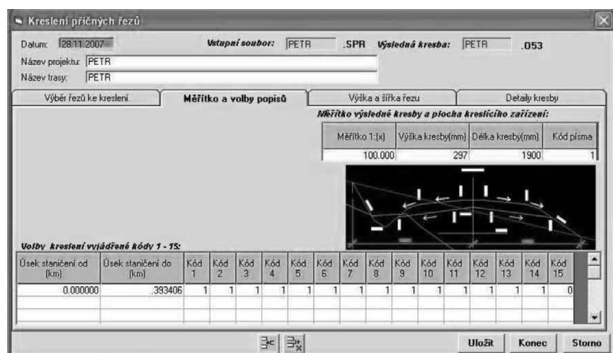 Kreslení příčných řezů
Datum: 28.11.2007 Vstupní soubor: PETR .SPR Výsledná kresba: PETR .053
Název projektu: PETR
Název trasy: PETR
Výběr řezů ke kreslení Měřítko a volby popisů Výška a šířka řezu Detaily kresby
Měřítko výsledné kresby a plocha kreslícího zařízení:
Měřítko 1:(x) Výška kresby(mm) Délka kresby(mm) Kód písma
100.000 297 1900 1
Volby kreslení vyjádřené kódy 1 - 15:
Úsek staničení od (km) Úsek staničení do (km) Kód 1 Kód 2 Kód 3 Kód 4 Kód 5 Kód 6 Kód 7 Kód 8 Kód 9 Kód 10 Kód 11 Kód 12 Kód 13 Kód 14 Kód 15
0.000000 .393406 1 1 1 1 1 1 1 1 1 1 1 1 1 1 0
Uložit Konec Storno